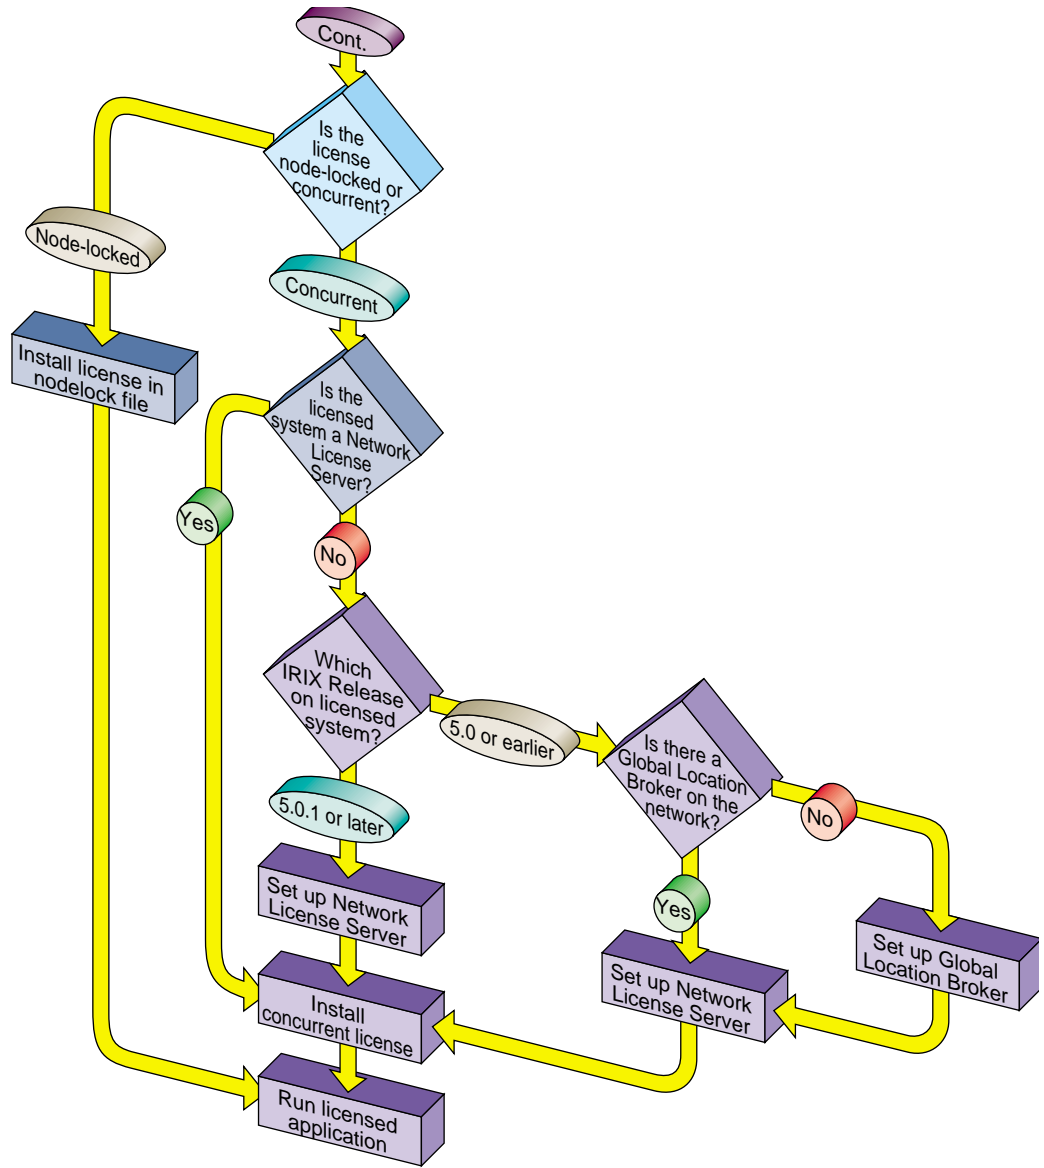 Cont.
Is the
license
node-locked or
concurrent?
Node-locked
Concurrent
Install license in
nodelock file
Is the
licensed
system a Network
License
Server?
Yes
No
Which
IRIX Release
on licensed
system?
5.0 or earlier
Is there a
Global Location
Broker on the
network?
No
5.0.1 or later
Yes
Set up Network
License Server
Set up Global
Location Broker
Set up Network
License Server
Install
concurrent license
Run licensed
application